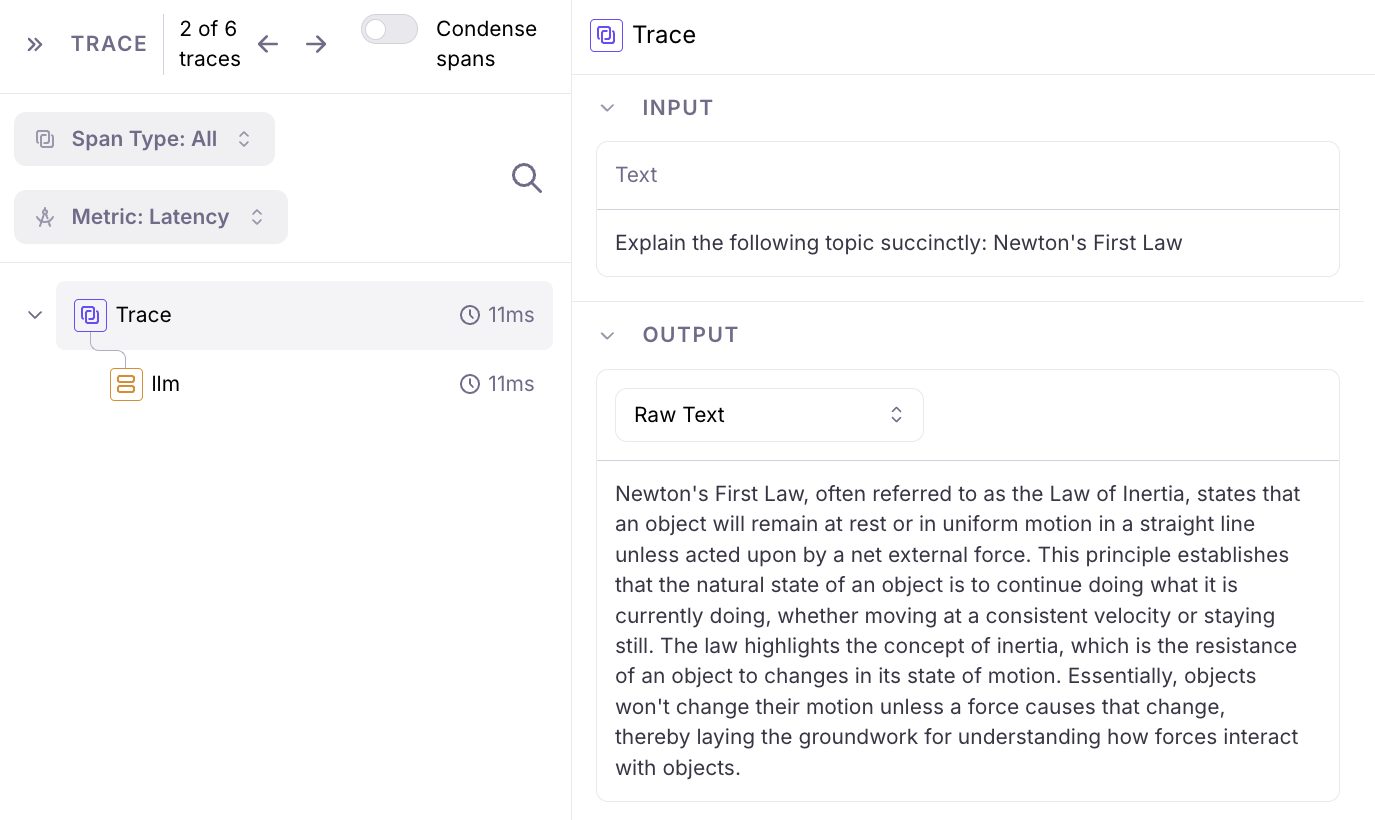 TRACE
2 of 6
traces
Condense
spans
Span Type: All
Metric: Latency
Trace 11ms
llm 11ms
Trace
INPUT
Text
Explain the following topic succinctly: Newton's First Law
OUTPUT
Raw Text
Newton's First Law, often referred to as the Law of Inertia, states that
an object will remain at rest or in uniform motion in a straight line
unless acted upon by a net external force. This principle establishes
that the natural state of an object is to continue doing what it is
currently doing, whether moving at a consistent velocity or staying
still. The law highlights the concept of inertia, which is the resistance
of an object to changes in its state of motion. Essentially, objects
won't change their motion unless a force causes that change,
thereby laying the groundwork for understanding how forces interact
with objects.